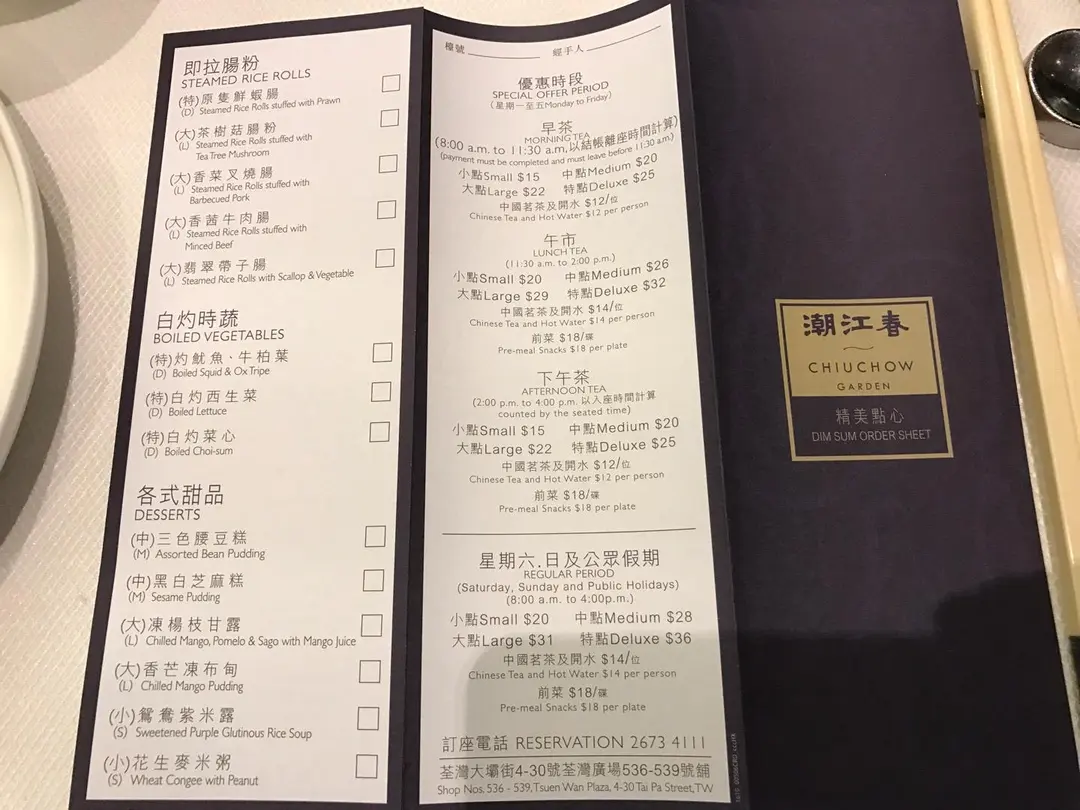 即拉腸粉
STEAMED RICE ROLLS
(特)原隻鮮蝦腸
(D) Steamed Rice Rolls stuffed with Prawn
(大)茶樹菇腸粉
(L) Steamed Rice Rolls stuffed with
Tea Tree Mushroom
(大)香菜叉燒腸
(L) Steamed Rice Rolls stuffed with
Barbecued Pork
(大)香茜牛肉腸
(L) Steamed Rice Rolls stuffed with
Minced Beef
(大)翡翠帶子腸
(L) Steamed Rice Rolls with Scallop & Vegetable
白灼時蔬
BOILED VEGETABLES
(特)灼魷魚、牛柏葉
(D) Boiled Squid & Ox Tripe
(特)白灼西生菜
(D) Boiled Lettuce
(特)白灼菜心
(D) Boiled Choi-sum
各式甜品
DESSERTS
(中)三色腰豆糕
(M) Assorted Bean Pudding
(中)黑白芝麻糕
(M) Sesame Pudding
(大)凍楊枝甘露
(L) Chilled Mango, Pomelo & Sago with Mango Juice
(大)香芒凍布甸
(L) Chilled Mango Pudding
(小)鴛鴦紫米露
(S) Sweetened Purple Glutinous Rice Soup
(小)花生麥米粥
(S) Wheat Congee with Peanut
檯號 經手人
優惠時段
SPECIAL OFFER PERIOD
(星期一至五Monday to Friday)
早茶
MORNING TEA
(8:00 a.m. to 11:30 a.m,以結帳離座時間計算)
(payment must be completed and must leave before 11:30 a.m)
小點Small $15 中點Medium $20
大點Large $22 特點Deluxe $25
中國茗茶及開水 $12/位
Chinese Tea and Hot Water $12 per person
午市
LUNCH TEA
(11:30 a.m. to 2:00 p.m.)
小點Small $20 中點Medium $26
大點Large $29 特點Deluxe $32
中國茗茶及開水 $14/位
Chinese Tea and Hot Water $14 per person
前菜 $18/碟
Pre-meal Snacks $18 per plate
下午茶
AFTERNOON TEA
(2:00 p.m. to 4:00 p.m. 以入座時間計算
counted by the seated time)
小點Small $15 中點Medium $20
大點Large $22 特點Deluxe $25
中國茗茶及開水 $12/位
Chinese Tea and Hot Water $12 per person
前菜 $18/碟
Pre-meal Snacks $18 per plate
星期六.日及公眾假期
REGULAR PERIOD
(Saturday, Sunday and Public Holidays)
(8:00 a.m. to 4:00p.m.)
小點Small $20 中點Medium $28
大點Large $31 特點Deluxe $36
中國茗茶及開水 $14/位
Chinese Tea and Hot Water $14 per person
前菜 $18/碟
Pre-meal Snacks $18 per plate
訂座電話 RESERVATION 2673 4111
荃灣大壩街4-30號荃灣廣場536-539號舖
Shop Nos. 536 - 539, Tsuen Wan Plaza, 4-30 Tai Pa Street, TW
潮江春
CHIUCHOW
GARDEN
精美點心
DIM SUM ORDER SHEET